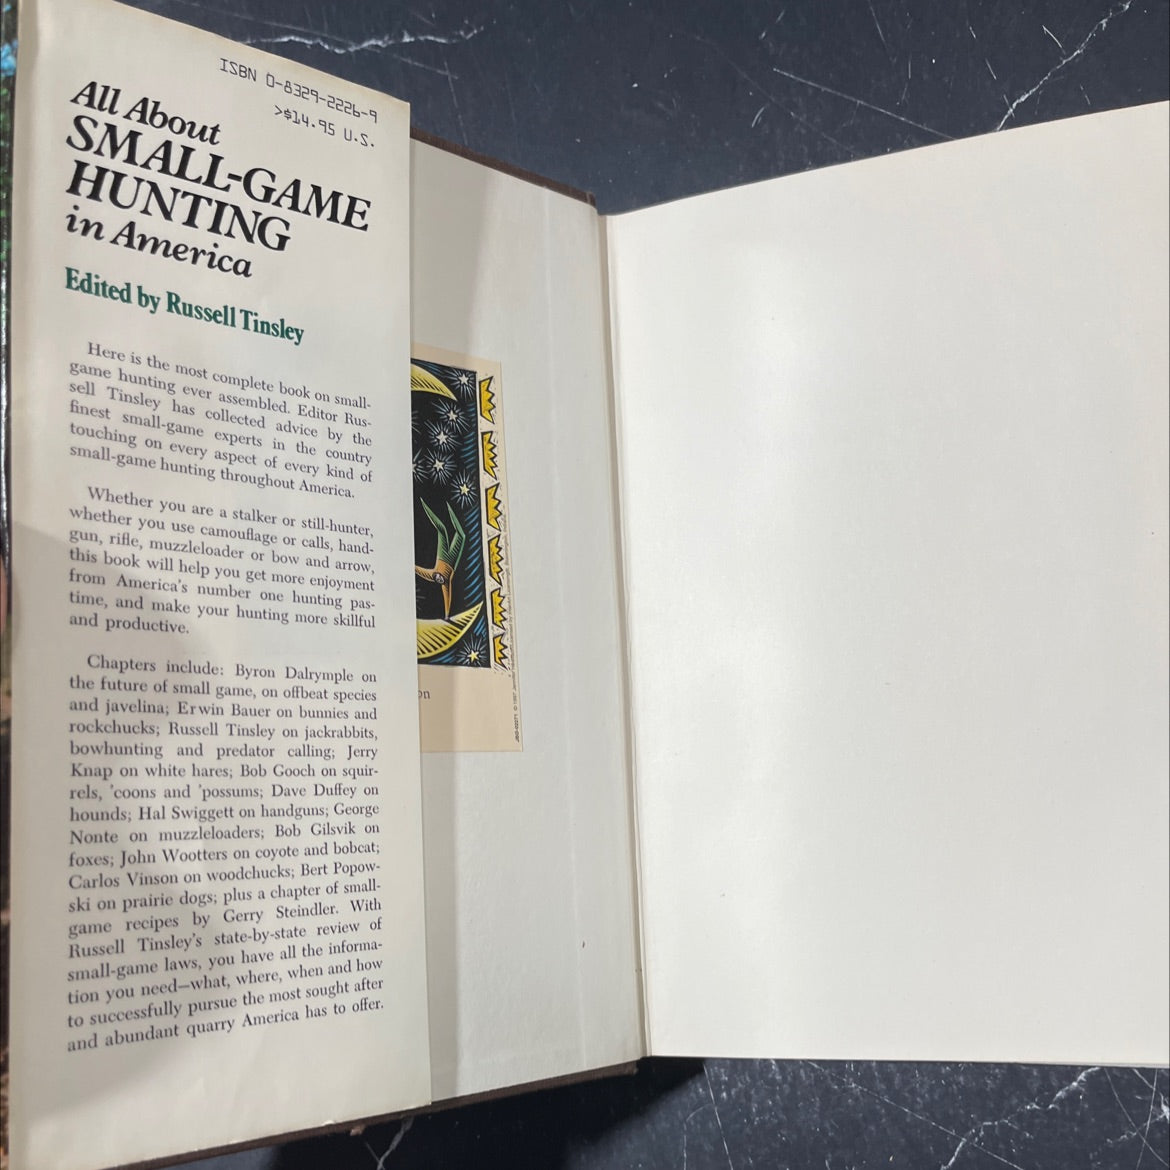 ISBN 0-8329-2226-9
>$14.95 U.S.
All About
SMALL-GAME
HUNTING
in America
Edited by Russell Tinsley
Here is the most complete book on small-
game hunting ever assembled. Editor Rus-
sell Tinsley has collected advice by the
finest small-game experts in the country
touching on every aspect of every kind of
small-game hunting throughout America.
Whether you are a stalker or still-hunter,
whether you use camouflage or calls, hand-
gun, rifle, muzzleloader or bow and arrow,
this book will help you get more enjoyment
from America's number one hunting pas-
time, and make your hunting more skillful
and productive.
Chapters include: Byron Dalrymple on
the future of small game, on offbeat species
and javelina; Erwin Bauer on bunnies and
rockchucks; Russell Tinsley on jackrabbits,
bowhunting and predator calling; Jerry
Knap on white hares; Bob Gooch on squir-
rels, 'coons and 'possums; Dave Duffey on
hounds; Hal Swiggett on handguns; George
Nonte on muzzleloaders; Bob Gilsvik on
foxes; John Wootters on coyote and bobcat;
Carlos Vinson on woodchucks; Bert Popow-
ski on prairie dogs; plus a chapter of small-
game recipes by Gerry Steindler. With
Russell Tinsley's state-by-state review of
small-game laws, you have all the informa-
tion you need—what, where, when and how
to successfully pursue the most sought after
and abundant quarry America has to offer.
on